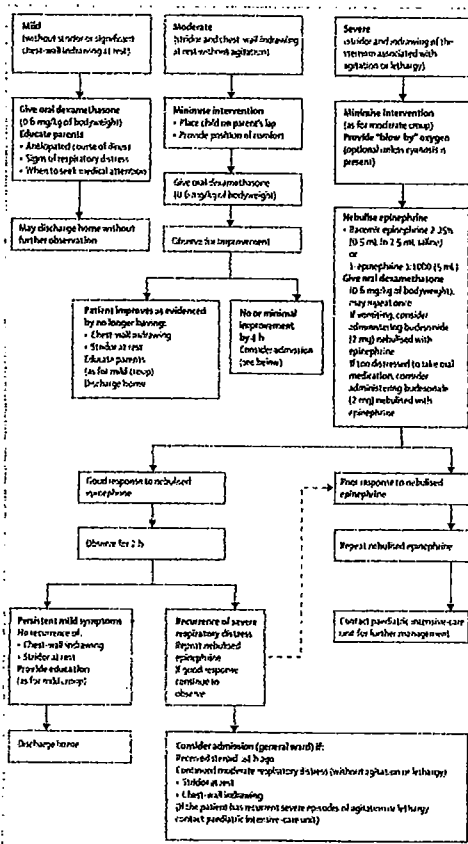 Mild
(without stridor or significant
chest-wall indrawing at rest)
Give oral dexamethasone
(0·6 mg/kg of bodyweight)
Educate parents
• Anticipated course of illness
• Signs of respiratory distress
• When to seek medical attention
May discharge home without
further observation
Moderate
(stridor and chest-wall indrawing
at rest without agitation)
Minimise intervention
• Place child on parent's lap
• Provide position of comfort
Give oral dexamethasone
(0·6 mg/kg of bodyweight)
Observe for improvement
Patient improves as evidenced
by no longer having:
• Chest-wall indrawing
• Stridor at rest
Educate parents
(as for mild croup)
Discharge home
No or minimal
improvement
by 4 h
Consider admission
(see below)
Severe
(stridor and indrawing of the
sternum associated with
agitation or lethargy)
Minimise intervention
(as for moderate croup)
Provide "blow-by" oxygen
(optional unless cyanosis is
present)
Nebulise epinephrine
• Racemic epinephrine 2·25%
(0·5 mL in 2·5 mL saline)
or
L-epinephrine 1:1000 (5 mL)
Give oral dexamethasone
(0·6 mg/kg of bodyweight),
may repeat once
If vomiting, consider
administering budesonide
(2 mg) nebulised with
epinephrine
If too distressed to take oral
medication, consider
administering budesonide
(2 mg) nebulised with
epinephrine
Good response to nebulised
epinephrine
Observe for 2 h
Persistent mild symptoms
No recurrence of:
• Chest-wall indrawing
• Stridor at rest
Provide education
(as for mild croup)
Discharge home
Recurrence of severe
respiratory distress
Repeat nebulised
epinephrine
If good response
continue to
observe
Poor response to nebulised
epinephrine
Repeat nebulised epinephrine
Contact paediatric intensive-care
unit for further management
Consider admission (general ward) if:
Received steroid h ago
Continued moderate respiratory distress (without agitation or lethargy)
• Stridor at rest
• Chest-wall indrawing
(If the patient has recurrent severe episodes of agitation or lethargy
contact paediatric intensive-care unit)